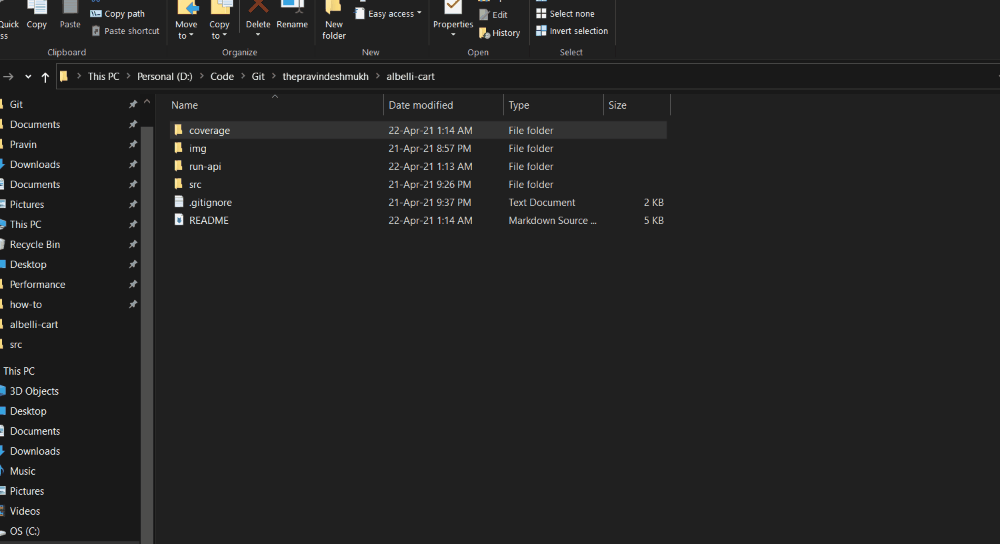 Quick
ess
Copy
Paste
Copy path
Paste shortcut
Move to
Copy to
Delete
Rename
New folder
Easy access
Properties
Edit
History
Select none
Invert selection
Clipboard
Organize
New
Open
Select
This PC > Personal (D:) > Code > Git > thepravindeshmukh > albelli-cart
Name Date modified Type Size
coverage 22-Apr-21 1:14 AM File folder
img 21-Apr-21 8:57 PM File folder
run-api 22-Apr-21 1:13 AM File folder
src 21-Apr-21 9:26 PM File folder
.gitignore 21-Apr-21 9:37 PM Text Document 2 KB
README 22-Apr-21 1:14 AM Markdown Source ... 5 KB
Git
Documents
Pravin
Downloads
Documents
Pictures
This PC
Recycle Bin
Desktop
Performance
how-to
albelli-cart
src
This PC
3D Objects
Desktop
Documents
Downloads
Music
Pictures
Videos
OS (C:)